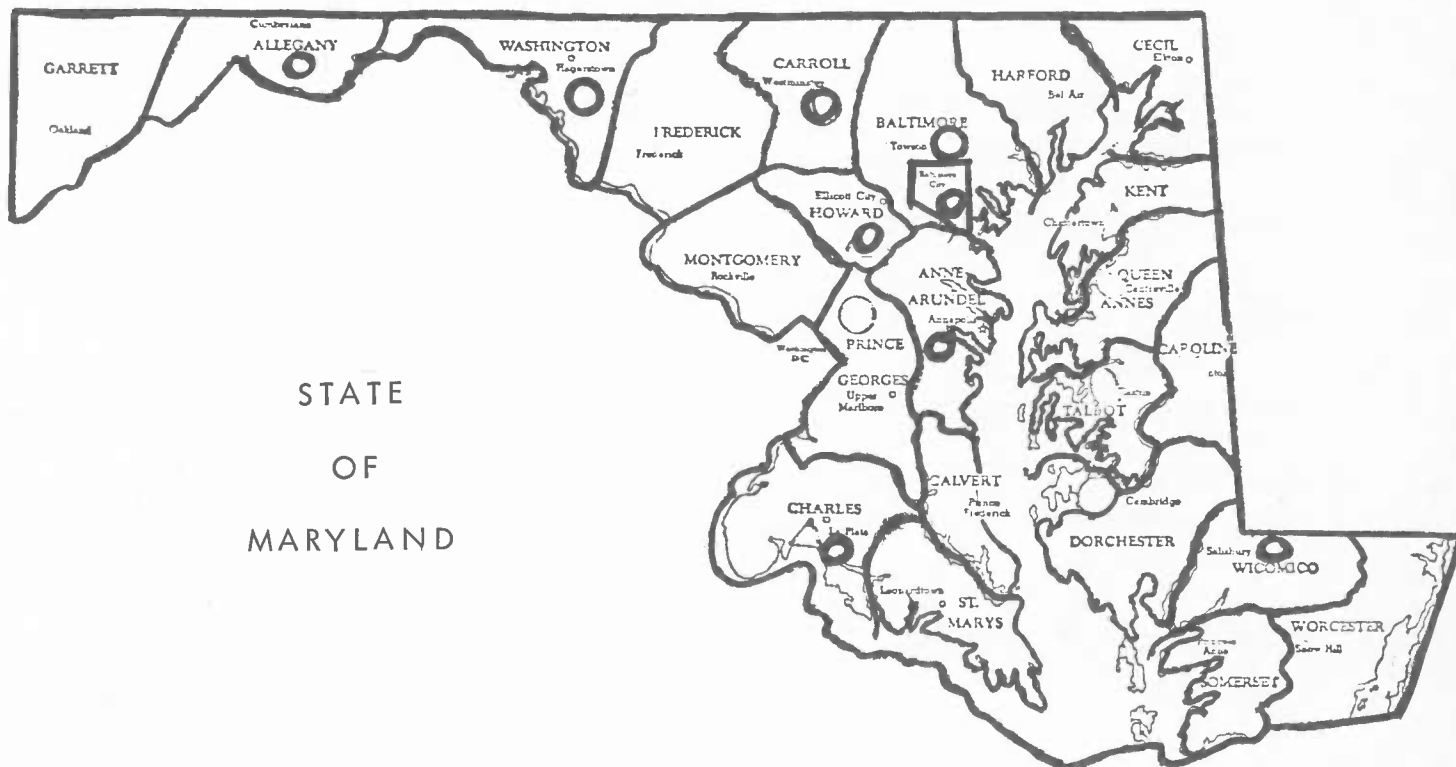 STATE
OF
MARYLAND
GARRETT
Oakland
Cumberland
ALLEGANY
WASHINGTON
Hagerstown
FREDERICK
Frederick
CARROLL
Westminster
BALTIMORE
Towson
Baltimore
City
HARFORD
Bel Air
CECIL
Elkton
KENT
Chestertown
Ellicott City
HOWARD
MONTGOMERY
Rockville
ANNE
ARUNDEL
Annapolis
QUEEN
Centreville
ANNES
Washington
DC
PRINCE
GEORGES
Upper
Marlboro
CAROLINE
TALBOT
CALVERT
Prince
Frederick
CHARLES
La Plata
Cambridge
DORCHESTER
Salisbury
WICOMICO
Leonardtown
ST.
MARYS
WORCESTER
Snow Hill
Princess
Anne
SOMERSET